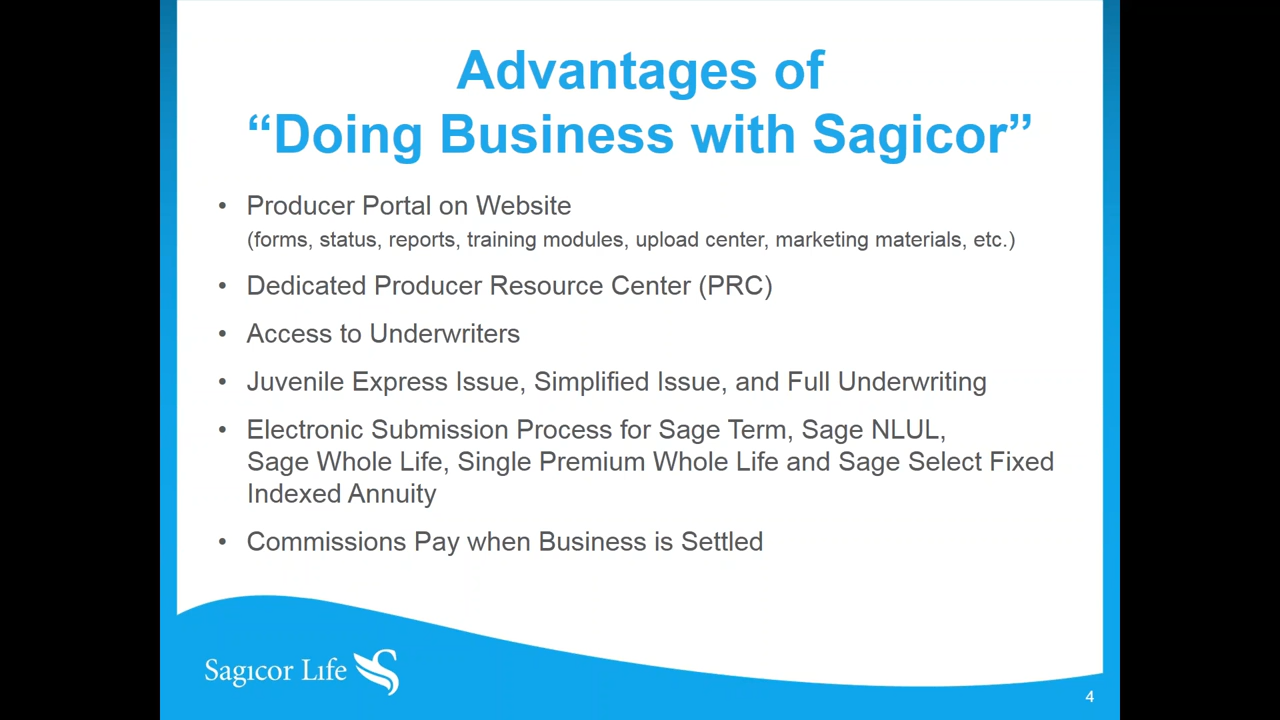 Advantages of
“Doing Business with Sagicor”
• Producer Portal on Website
(forms, status, reports, training modules, upload center, marketing materials, etc.)
• Dedicated Producer Resource Center (PRC)
• Access to Underwriters
• Juvenile Express Issue, Simplified Issue, and Full Underwriting
• Electronic Submission Process for Sage Term, Sage NLUL,
Sage Whole Life, Single Premium Whole Life and Sage Select Fixed
Indexed Annuity
• Commissions Pay when Business is Settled
Sagicor Life
4